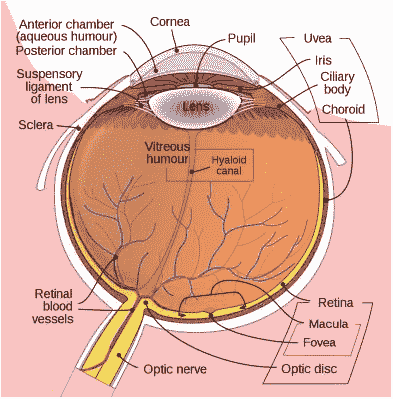 Cornea
Anterior chamber
(aqueous humour)
Posterior chamber
Pupil
Uvea
Iris
Ciliary
body
Choroid
Suspensory
ligament
of lens
Lens
Sclera
Vitreous
humour
Hyaloid
canal
Retinal
blood
vessels
Retina
Macula
Fovea
Optic nerve
Optic disc